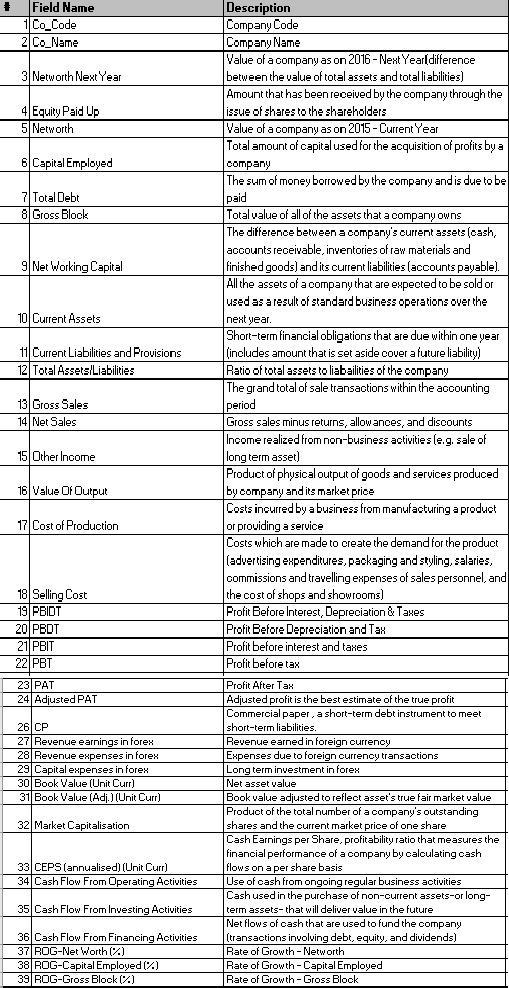 # Field Name Description
1 Co_Code Company Code
2 Co_Name Company Name
Value of a company as on 2016 - Next Year(difference
3 Networth Next Year between the value of total assets and total liabilities)
Amount that has been received by the company through the
4 Equity Paid Up issue of shares to the shareholders
5 Networth Value of a company as on 2015 - Current Year
Total amount of capital used for the acquisition of profits by a
6 Capital Employed company
The sum of money borrowed by the company and is due to be
7 Total Debt paid
8 Gross Block Total value of all of the assets that a company owns
The difference between a company's current assets (cash,
accounts receivable, inventories of raw materials and
9 Net Working Capital finished goods) and its current liabilities (accounts payable).
All the assets of a company that are expected to be sold or
used as a result of standard business operations over the
10 Current Assets next year.
Short-term financial obligations that are due within one year
11 Current Liabilities and Provisions (includes amount that is set aside cover a future liability)
12 Total Assets/Liabilities Ratio of total assets to liabailities of the company
The grand total of sale transactions within the accounting
13 Gross Sales period
14 Net Sales Gross sales minus returns, allowances, and discounts
Income realized from non-business activities (e.g. sale of
15 Other Income long term asset)
Product of physical output of goods and services produced
16 Value Of Output by company and its market price
Costs incurred by a business from manufacturing a product
17 Cost of Production or providing a service
Costs which are made to create the demand for the product
(advertising expenditures, packaging and styling, salaries,
commissions and travelling expenses of sales personnel, and
18 Selling Cost the cost of shops and showrooms)
19 PBIDT Profit Before Interest, Depreciation & Taxes
20 PBDT Profit Before Depreciation and Tax
21 PBIT Profit before interest and taxes
22 PBT Profit before tax
23 PAT Profit After Tax
24 Adjusted PAT Adjusted profit is the best estimate of the true profit
Commercial paper , a short-term debt instrument to meet
26 CP short-term liabilities.
27 Revenue earnings in forex Revenue earned in foreign currency
28 Revenue expenses in forex Expenses due to foreign currency transactions
29 Capital expenses in forex Long term investment in forex
30 Book Value (Unit Curr) Net asset value
31 Book Value (Adj.) (Unit Curr) Book value adjusted to reflect asset's true fair market value
Product of the total number of a company's outstanding
32 Market Capitalisation shares and the current market price of one share
Cash Earnings per Share, profitability ratio that measures the
financial performance of a company by calculating cash
33 CEPS (annualised) (Unit Curr) flows on a per share basis
34 Cash Flow From Operating Activities Use of cash from ongoing regular business activities
Cash used in the purchase of non-current assets–or long-
35 Cash Flow From Investing Activities term assets– that will deliver value in the future
Net flows of cash that are used to fund the company
36 Cash Flow From Financing Activities (transactions involving debt, equity, and dividends)
37 ROG-Net Worth (%) Rate of Growth - Networth
38 ROG-Capital Employed (%) Rate of Growth - Capital Employed
39 ROG-Gross Block (%) Rate of Growth - Gross Block